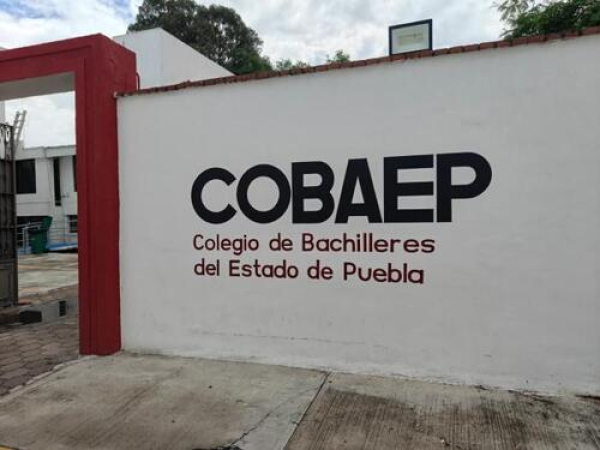 COBAEP
Colegio de Bachilleres
del Estado de Puebla